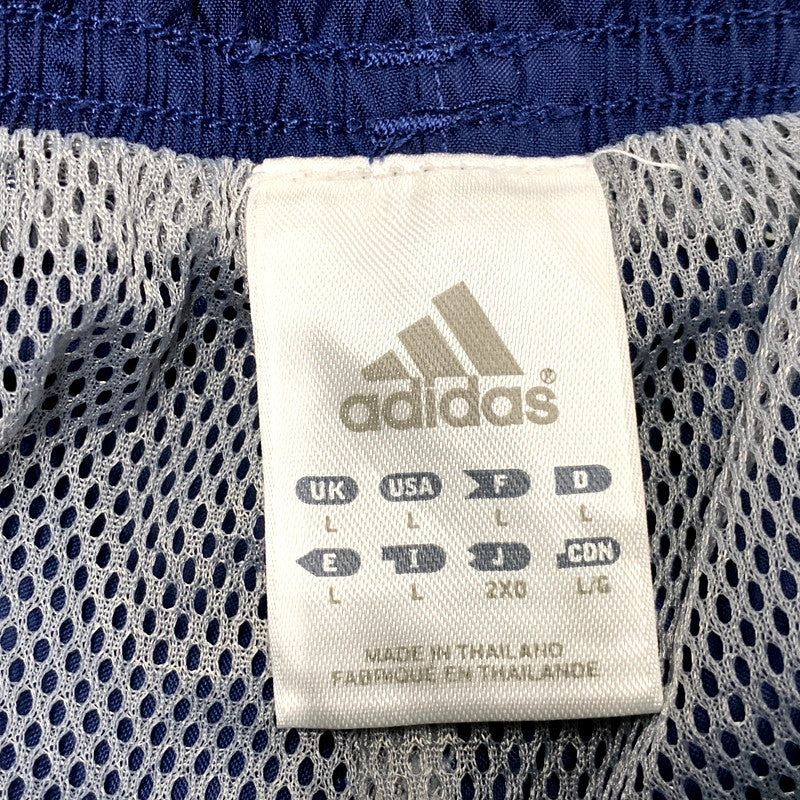 adidas®
UK USA F D
L L L L
E I J CDN
L L 2XO L/G
MADE IN THAILAND
FABRIQUE EN THAILANDE